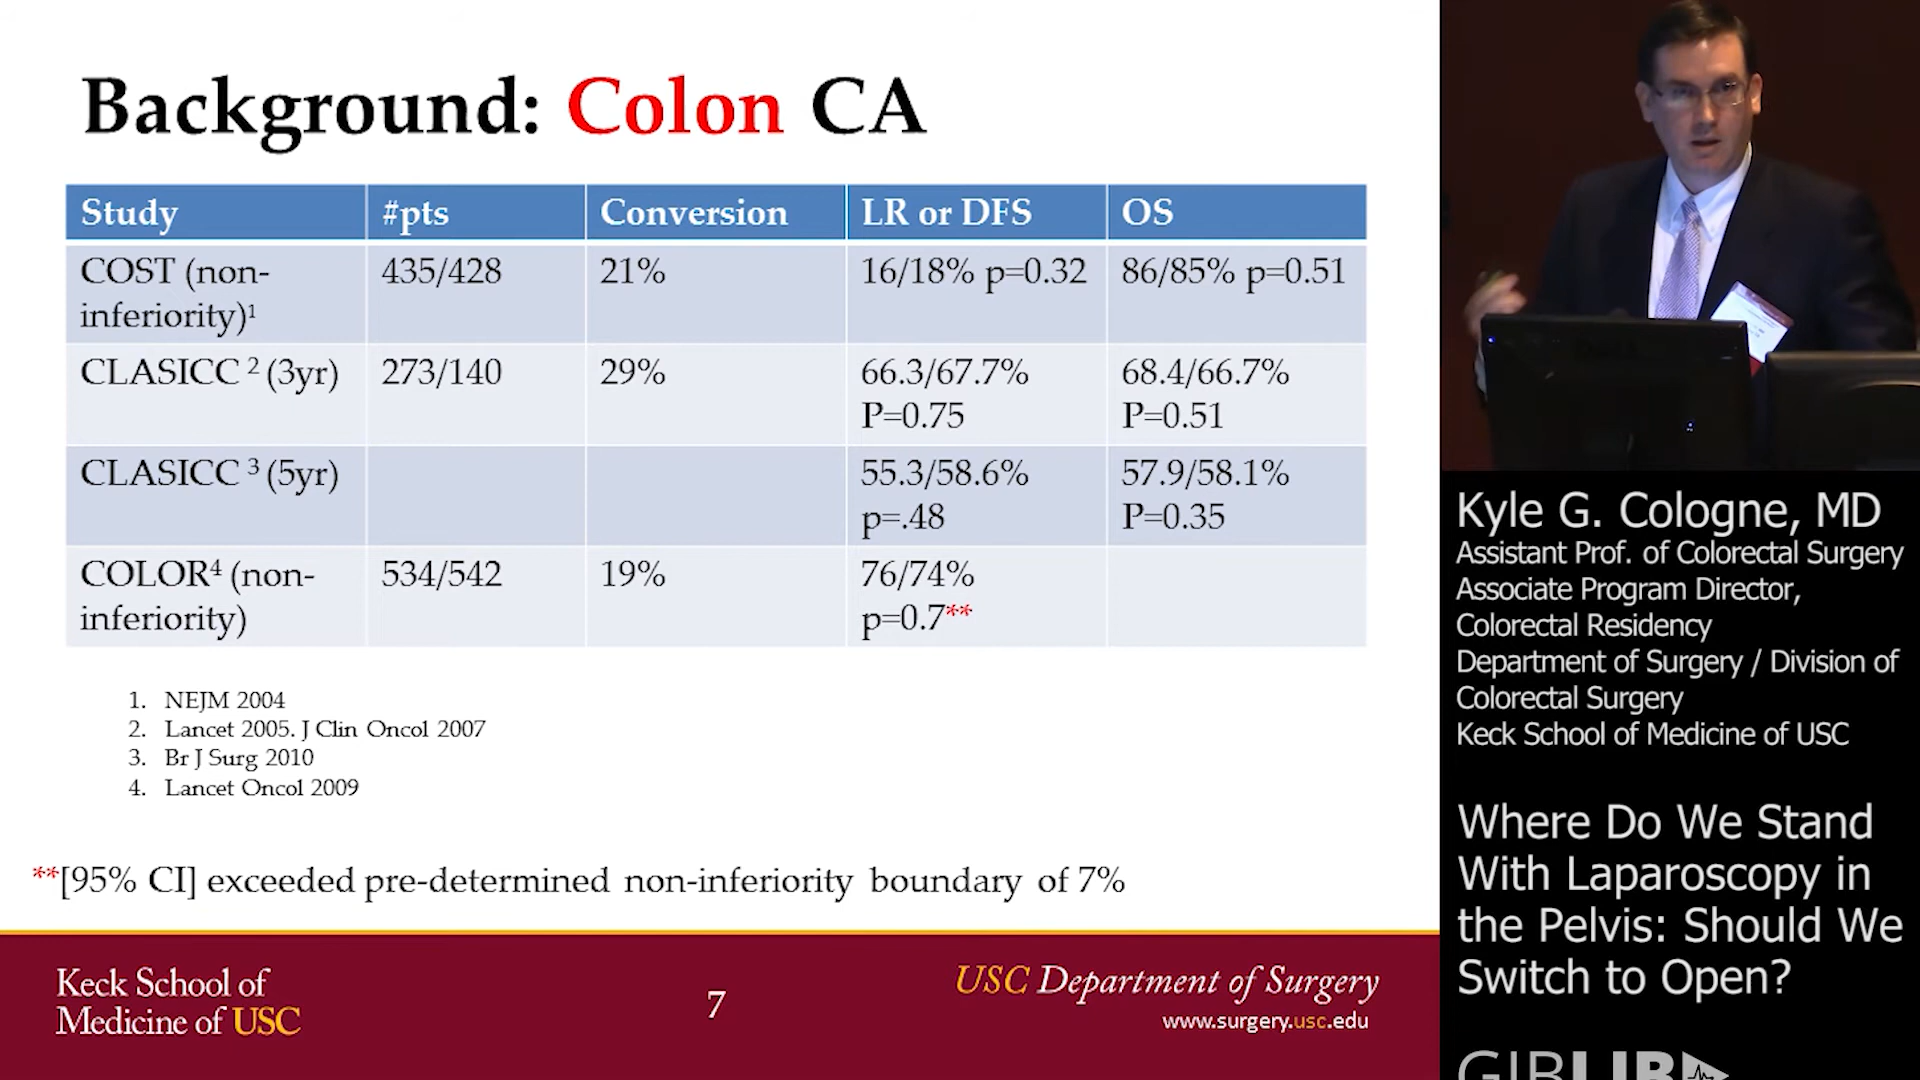 Background: Colon CA
Study #pts Conversion LR or DFS OS
COST (non-inferiority)1 435/428 21% 16/18% p=0.32 86/85% p=0.51
CLASICC 2 (3yr) 273/140 29% 66.3/67.7% P=0.75 68.4/66.7% P=0.51
CLASICC 3 (5yr) 55.3/58.6% p=.48 57.9/58.1% P=0.35
COLOR4 (non-inferiority) 534/542 19% 76/74% p=0.7**
1. NEJM 2004
2. Lancet 2005. J Clin Oncol 2007
3. Br J Surg 2010
4. Lancet Oncol 2009
**[95% CI] exceeded pre-determined non-inferiority boundary of 7%
Keck School of
Medicine of USC
7
USC Department of Surgery
www.surgery.usc.edu
Kyle G. Cologne, MD
Assistant Prof. of Colorectal Surgery
Associate Program Director,
Colorectal Residency
Department of Surgery / Division of
Colorectal Surgery
Keck School of Medicine of USC
Where Do We Stand
With Laparoscopy in
the Pelvis: Should We
Switch to Open?